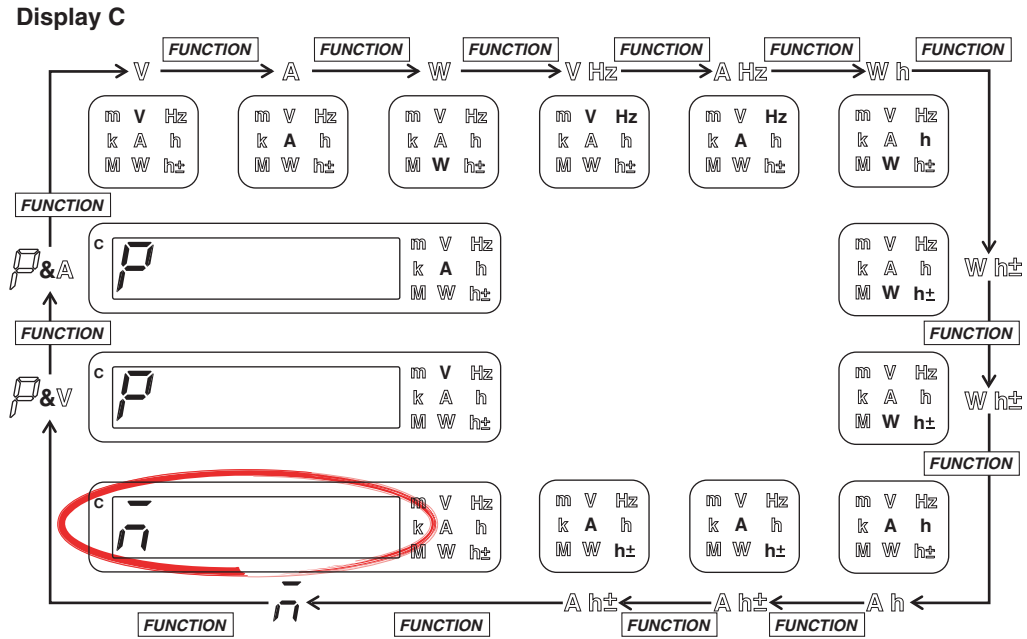 Display C
FUNCTION FUNCTION FUNCTION FUNCTION FUNCTION FUNCTION
V A W V Hz A Hz W h
m V Hz m V Hz m V Hz m V Hz m V Hz m V Hz
k A h k A h k A h k A h k A h k A h
M W h± M W h± M W h± M W h± M W h± M W h±
FUNCTION
C m V Hz m V Hz
P&A P k A h k A h W h±
M W h± M W h±
FUNCTION FUNCTION
C m V Hz m V Hz
P&V P k A h k A h W h±
M W h± M W h±
FUNCTION
C m V Hz m V Hz m V Hz m V Hz
n̄ k A h k A h k A h k A h
M W h± M W h± M W h± M W h±
n̄ A h± A h± A h
FUNCTION FUNCTION FUNCTION FUNCTION